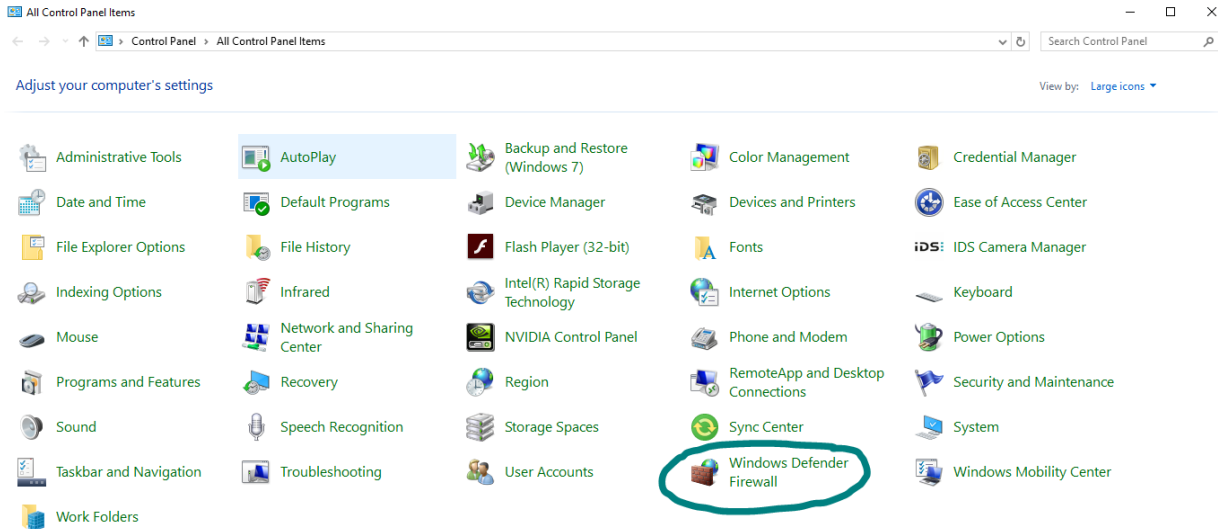 All Control Panel Items
Control Panel > All Control Panel Items
Search Control Panel
Adjust your computer's settings
View by: Large icons
Administrative Tools
AutoPlay
Backup and Restore
(Windows 7)
Color Management
Credential Manager
Date and Time
Default Programs
Device Manager
Devices and Printers
Ease of Access Center
File Explorer Options
File History
Flash Player (32-bit)
Fonts
iDS:
IDS Camera Manager
Indexing Options
Infrared
Intel(R) Rapid Storage
Technology
Internet Options
Keyboard
Mouse
Network and Sharing
Center
NVIDIA Control Panel
Phone and Modem
Power Options
Programs and Features
Recovery
Region
RemoteApp and Desktop
Connections
Security and Maintenance
Sound
Speech Recognition
Storage Spaces
Sync Center
System
Taskbar and Navigation
Troubleshooting
User Accounts
Windows Defender
Firewall
Windows Mobility Center
Work Folders